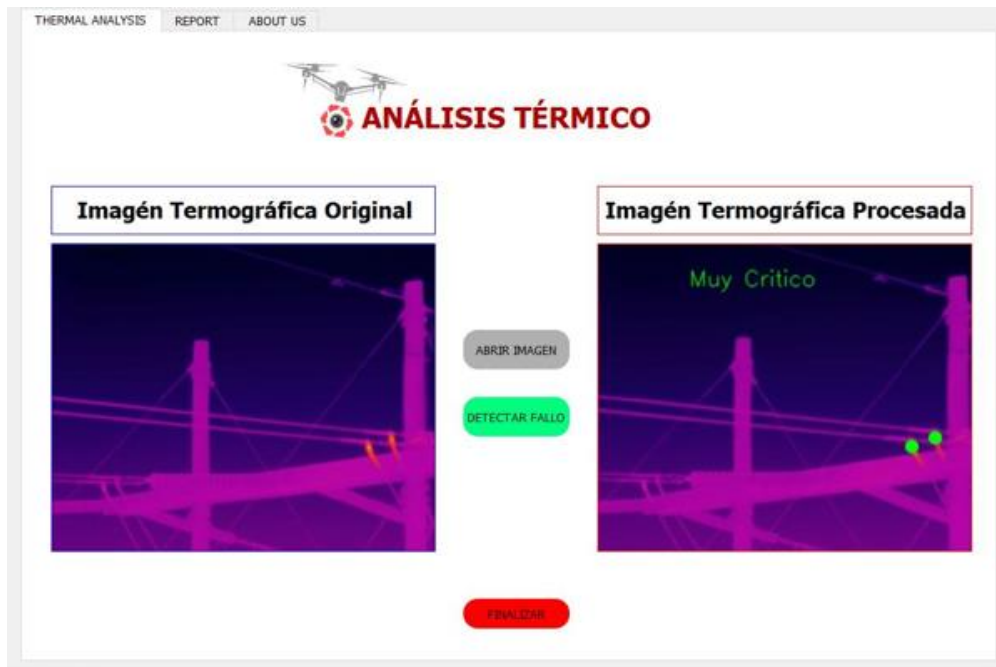 THERMAL ANALYSIS REPORT ABOUT US
ANÁLISIS TÉRMICO
Imagén Termográfica Original
Imagén Termográfica Procesada
Muy Critico
ABRIR IMAGEN
DETECTAR FALLO
FINALIZAR